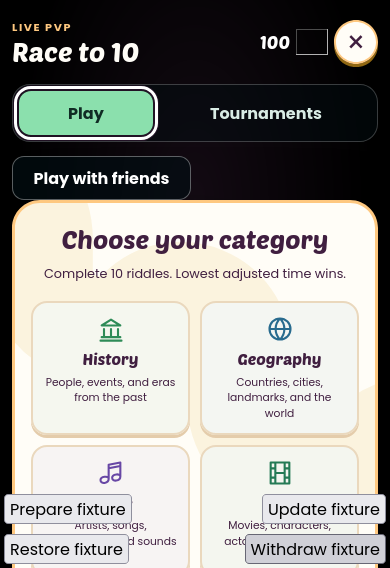 LIVE PVP
Race to 10
100
Play
Tournaments
Play with friends
Choose your category
Complete 10 riddles. Lowest adjusted time wins.
History
People, events, and eras
from the past
Geography
Countries, cities,
landmarks, and the
world
Artists, songs,
d sounds
Movies, characters,
Prepare fixture
Update fixture
Restore fixture
Withdraw fixture